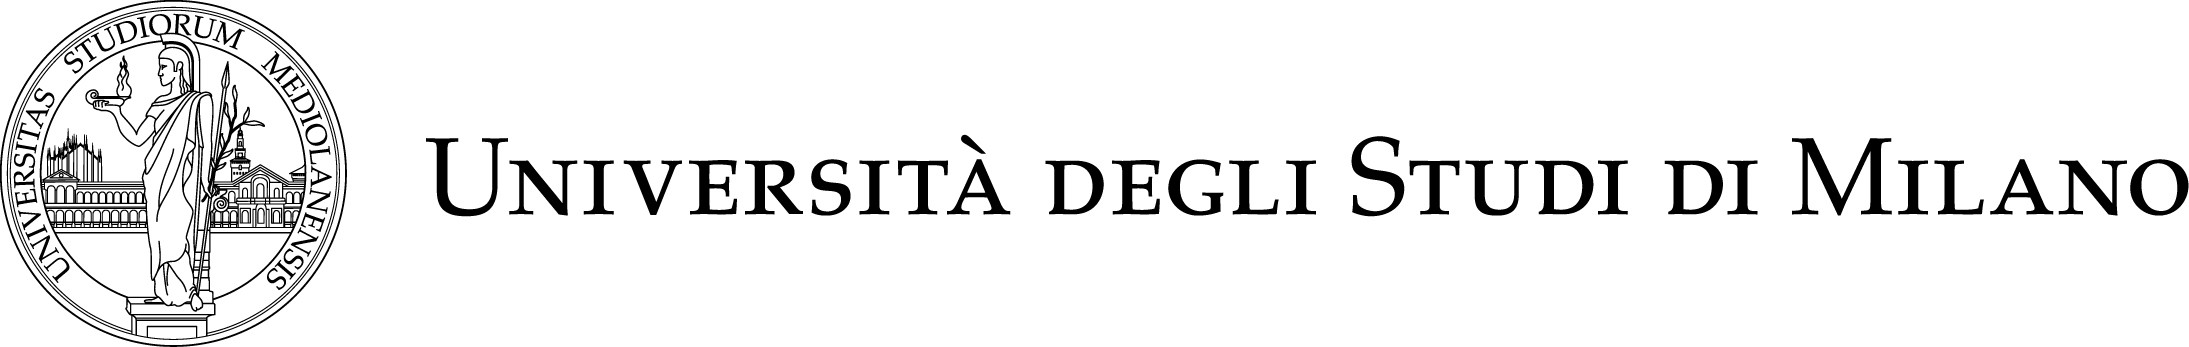 UNIVERSITAS STUDIORUM MEDIOLANENSIS
UNIVERSITÀ DEGLI STUDI DI MILANO